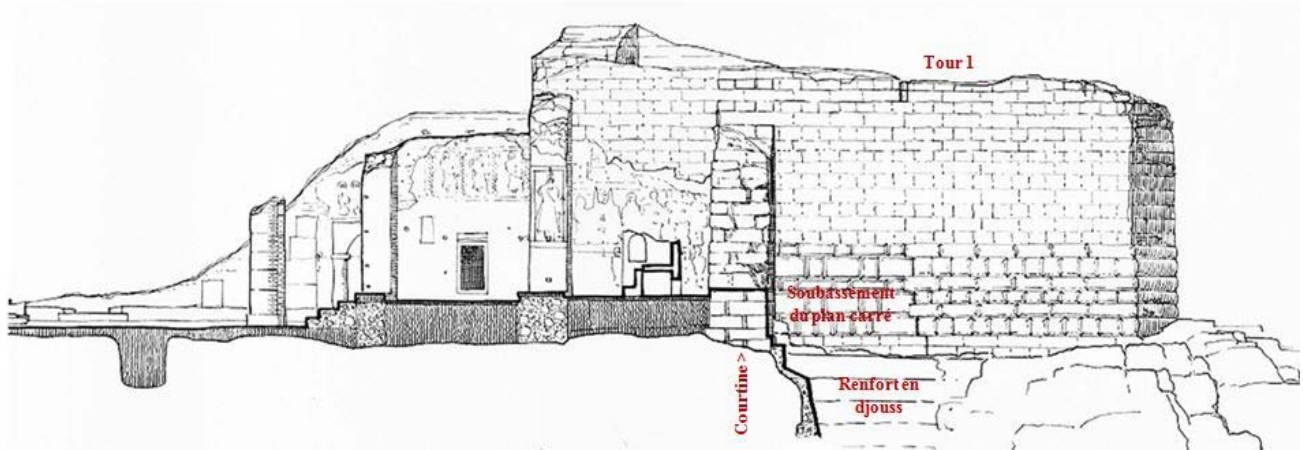 Tour 1
Soubassement
du plan carré
Courtine >
Renfort en
djouss